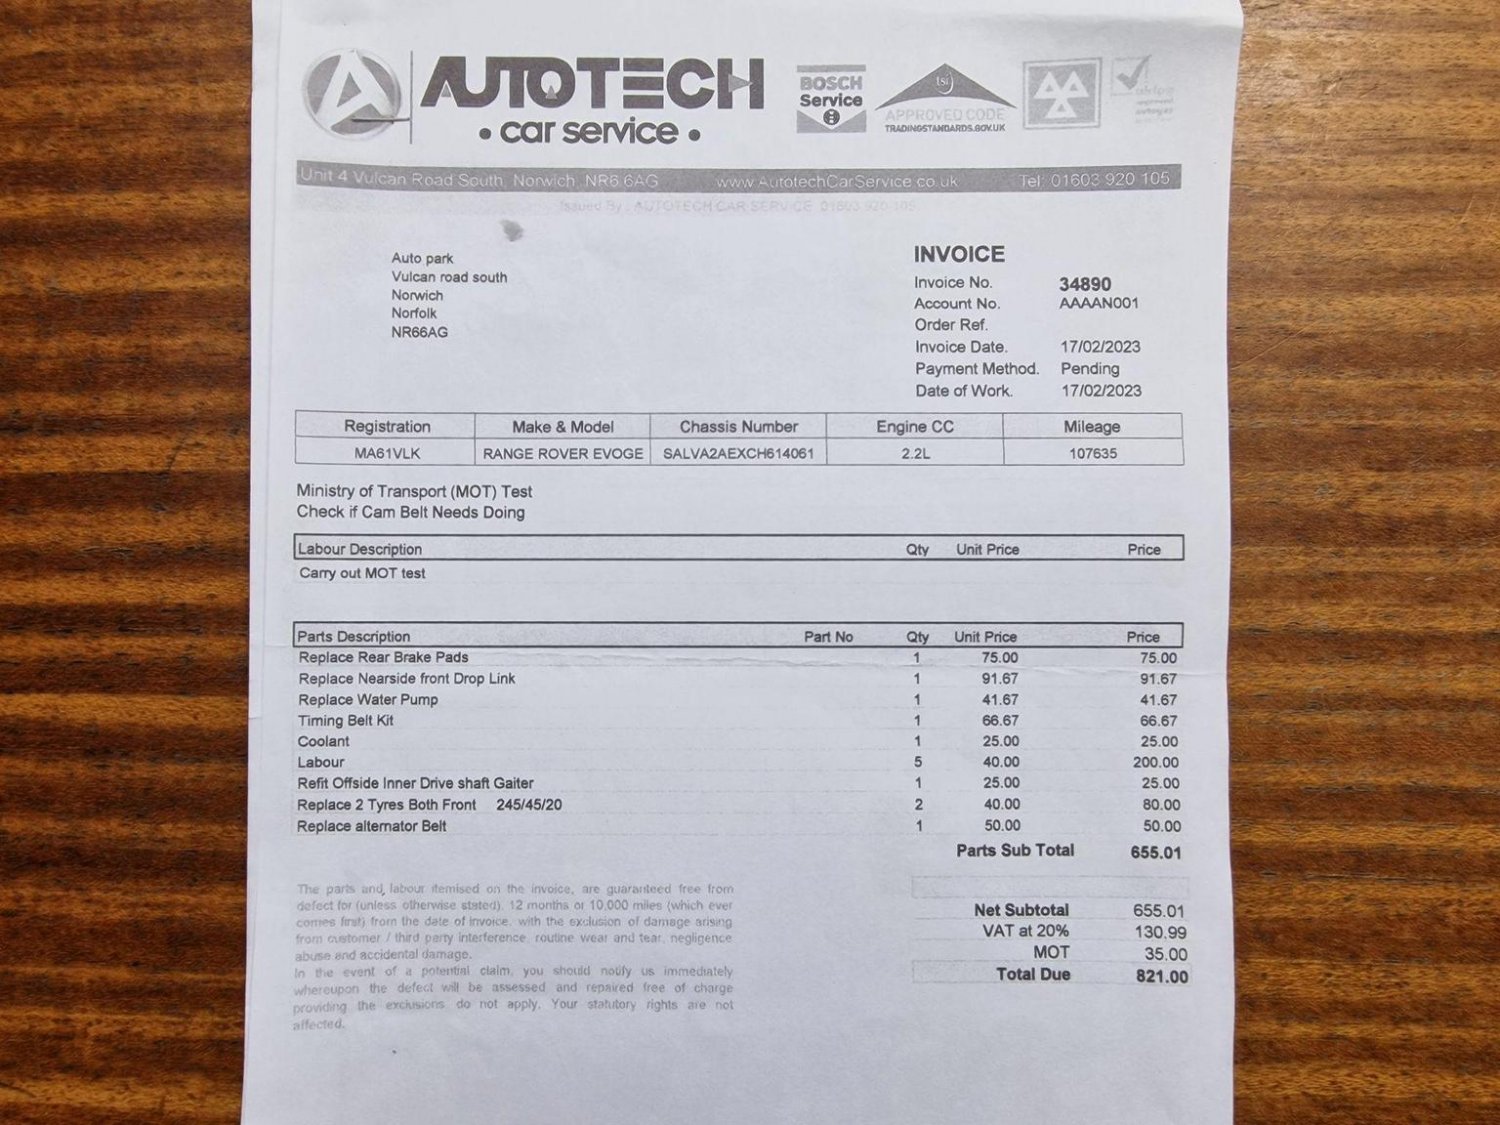 AUTOTECH
• car service •
BOSCH
Service
tsi
APPROVED CODE
TRADINGSTANDARDS.GOV.UK
Unit 4 Vulcan Road South, Norwich, NR6 6AG www.AutotechCarService.co.uk Tel: 01603 920 105
Issued By: AUTOTECH CAR SERVICE 01603 920 105
Auto park
Vulcan road south
Norwich
Norfolk
NR66AG
INVOICE
Invoice No. 34890
Account No. AAAAN001
Order Ref.
Invoice Date. 17/02/2023
Payment Method. Pending
Date of Work. 17/02/2023
Registration Make & Model Chassis Number Engine CC Mileage
MA61VLK RANGE ROVER EVOGE SALVA2AEXCH614061 2.2L 107635
Ministry of Transport (MOT) Test
Check if Cam Belt Needs Doing
Labour Description Qty Unit Price Price
Carry out MOT test
Parts Description Part No Qty Unit Price Price
Replace Rear Brake Pads 1 75.00 75.00
Replace Nearside front Drop Link 1 91.67 91.67
Replace Water Pump 1 41.67 41.67
Timing Belt Kit 1 66.67 66.67
Coolant 1 25.00 25.00
Labour 5 40.00 200.00
Refit Offside Inner Drive shaft Gaiter 1 25.00 25.00
Replace 2 Tyres Both Front 245/45/20 2 40.00 80.00
Replace alternator Belt 1 50.00 50.00
Parts Sub Total 655.01
The parts and labour itemised on the invoice, are guaranteed free from
defect for (unless otherwise stated), 12 months or 10,000 miles (which ever
comes first) from the date of invoice, with the exclusion of damage arising
from customer / third party interference, routine wear and tear, negligence
abuse and accidental damage.
In the event of a potential claim, you should notify us immediately
whereupon the defect will be assessed and repaired free of charge
providing the exclusions do not apply. Your statutory rights are not
affected.
Net Subtotal 655.01
VAT at 20% 130.99
MOT 35.00
Total Due 821.00